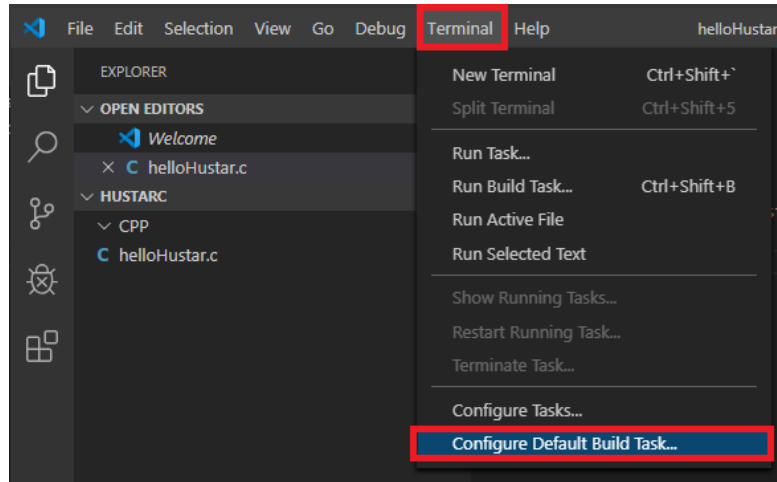 File Edit Selection View Go Debug Terminal Help helloHustar
EXPLORER
OPEN EDITORS
Welcome
C helloHustar.c
HUSTARC
CPP
C helloHustar.c
New Terminal Ctrl+Shift+`
Split Terminal Ctrl+Shift+5
Run Task...
Run Build Task... Ctrl+Shift+B
Run Active File
Run Selected Text
Show Running Tasks...
Restart Running Task...
Terminate Task...
Configure Tasks...
Configure Default Build Task...